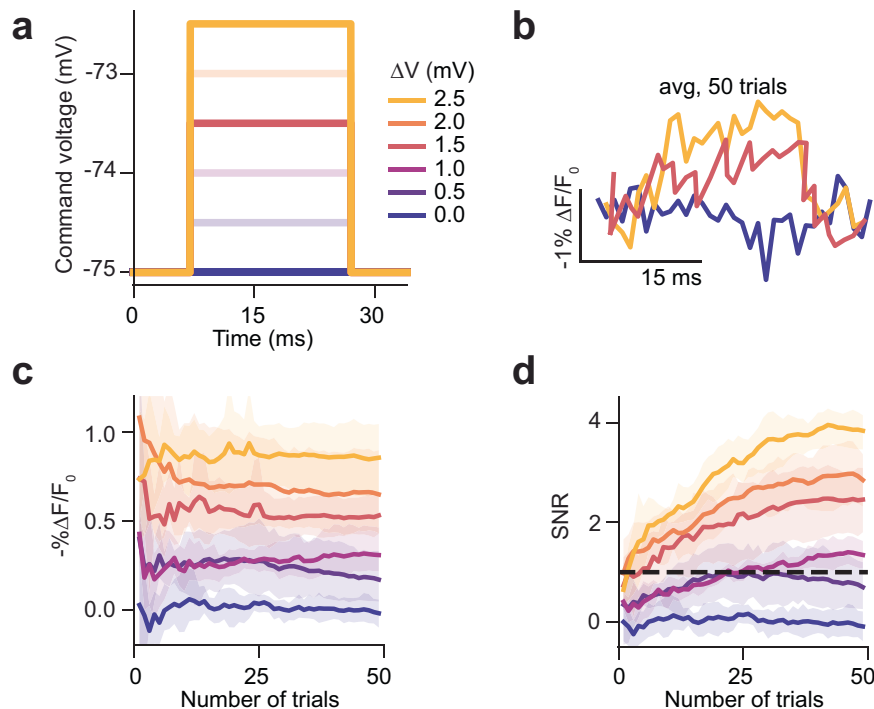 a
Command voltage (mV)
-73
-74
-75
0
15
30
Time (ms)
ΔV (mV)
2.5
2.0
1.5
1.0
0.5
0.0
b
avg, 50 trials
-1% ΔF/F0
15 ms
c
-%ΔF/F0
1.0
0.5
0.0
0
25
50
Number of trials
d
SNR
4
2
0
0
25
50
Number of trials